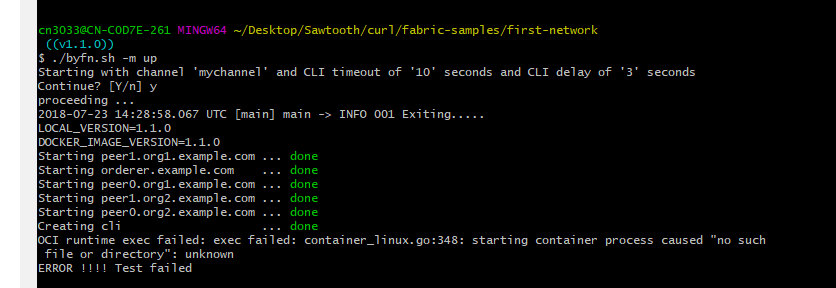 cn3033@CN-C0D7E-261 MINGW64 ~/Desktop/Sawtooth/curl/fabric-samples/first-network
((v1.1.0))
$ ./byfn.sh -m up
Starting with channel 'mychannel' and CLI timeout of '10' seconds and CLI delay of '3' seconds
Continue? [Y/n] y
proceeding ...
2018-07-23 14:28:58.067 UTC [main] main -> INFO 001 Exiting.....
LOCAL_VERSION=1.1.0
DOCKER_IMAGE_VERSION=1.1.0
Starting peer1.org1.example.com ... done
Starting orderer.example.com    ... done
Starting peer0.org1.example.com ... done
Starting peer1.org2.example.com ... done
Starting peer0.org2.example.com ... done
Creating cli                    ... done
OCI runtime exec failed: exec failed: container_linux.go:348: starting container process caused "no such
file or directory": unknown
ERROR !!!! Test failed